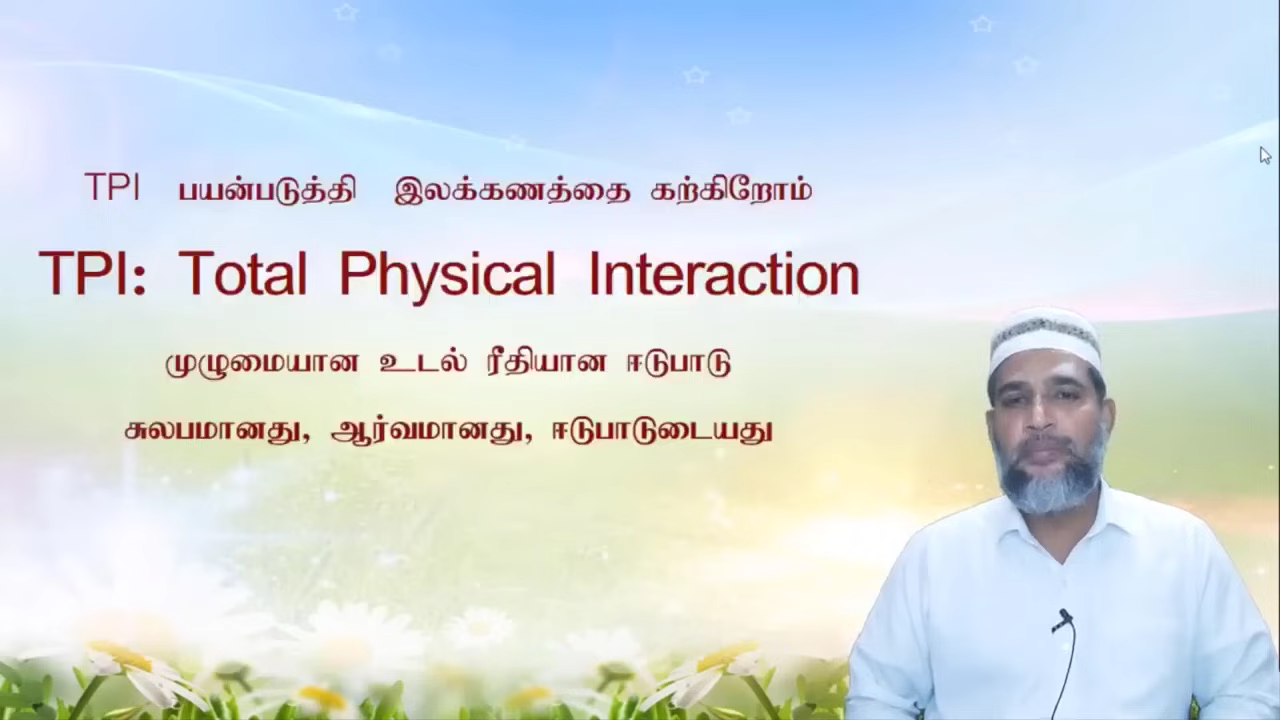 TPI பயன்படுத்தி இலக்கணத்தை கற்கிறோம்
TPI: Total Physical Interaction
முழுமையான உடல் ரீதியான ஈடுபாடு
சுலபமானது, ஆர்வமானது, ஈடுபாடுடையது